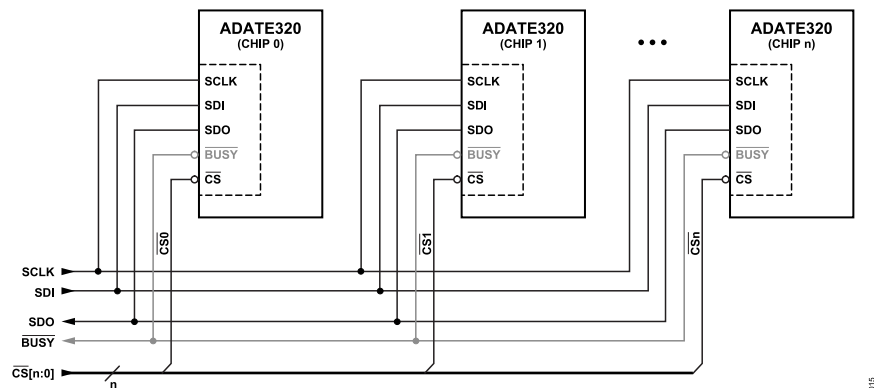 ADATE320
(CHIP 0)
SCLK
SDI
SDO
BUSY
CS
ADATE320
(CHIP 1)
SCLK
SDI
SDO
BUSY
CS
•••
ADATE320
(CHIP n)
SCLK
SDI
SDO
BUSY
CS
CS0
CS1
CSn
SCLK
SDI
SDO
BUSY
CS[n:0]
n